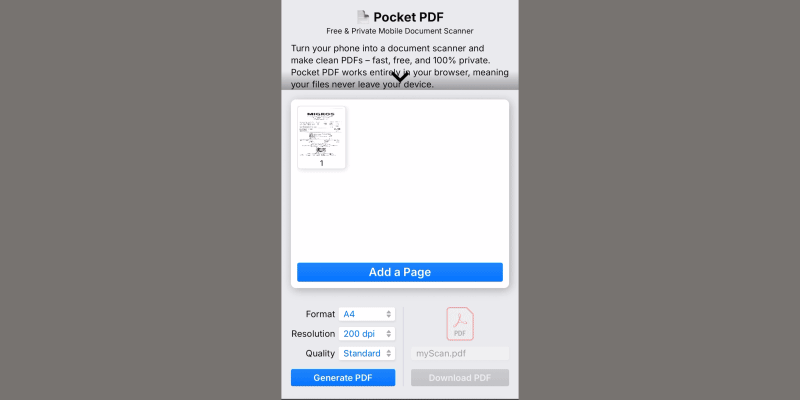 Pocket PDF
Free & Private Mobile Document Scanner
Turn your phone into a document scanner and
make clean PDFs – fast, free, and 100% private.
Pocket PDF works entirely in your browser, meaning
your files never leave your device.
MIGROS
1
Add a Page
Format A4
Resolution 200 dpi
Quality Standard
Generate PDF
PDF
myScan.pdf
Download PDF